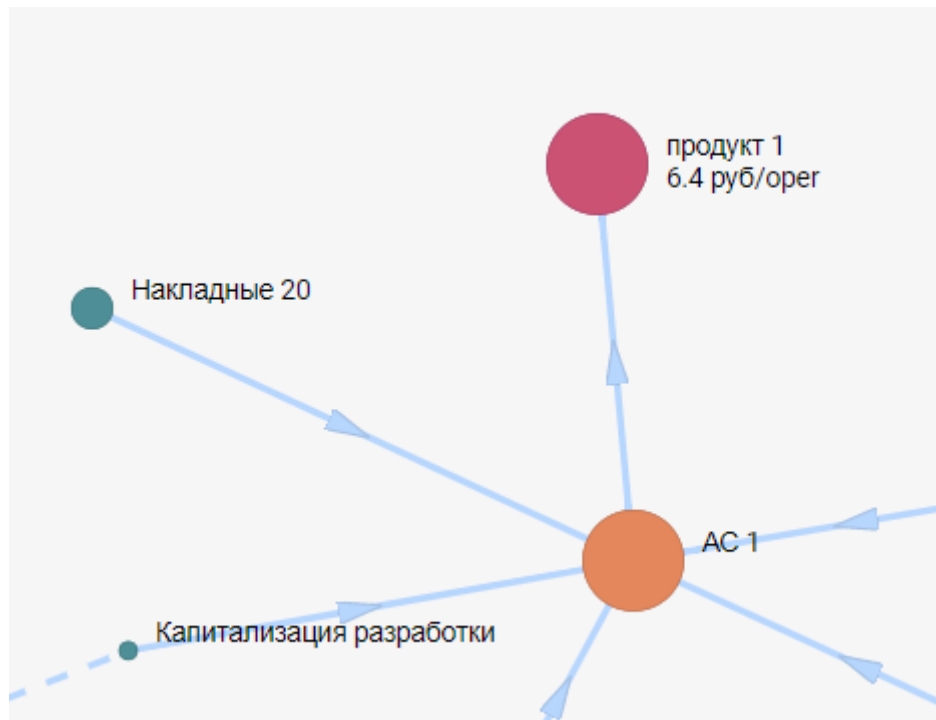 продукт 1
6.4 руб/oper
Накладные 20
АС 1
Капитализация разработки